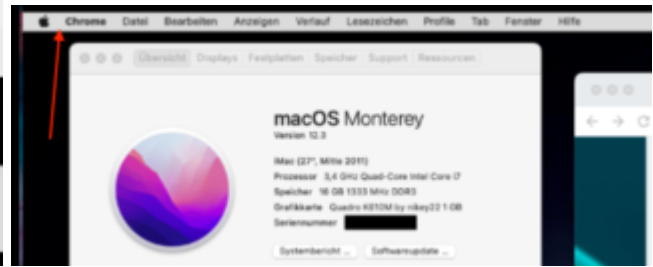 Chrome Datei Bearbeiten Anzeigen Verlauf Lesezeichen Profile Tab Fenster Hilfe
Übersicht Displays Festplatten Speicher Support Ressourcen
macOS Monterey
Version 12.3
iMac (27", Mitte 2011)
Prozessor 3,4 GHz Quad-Core Intel Core i7
Speicher 16 GB 1333 MHz DDR3
Grafikkarte Quadro K610M by nikey22 1 GB
Seriennummer
Systembericht ... Softwareupdate ...